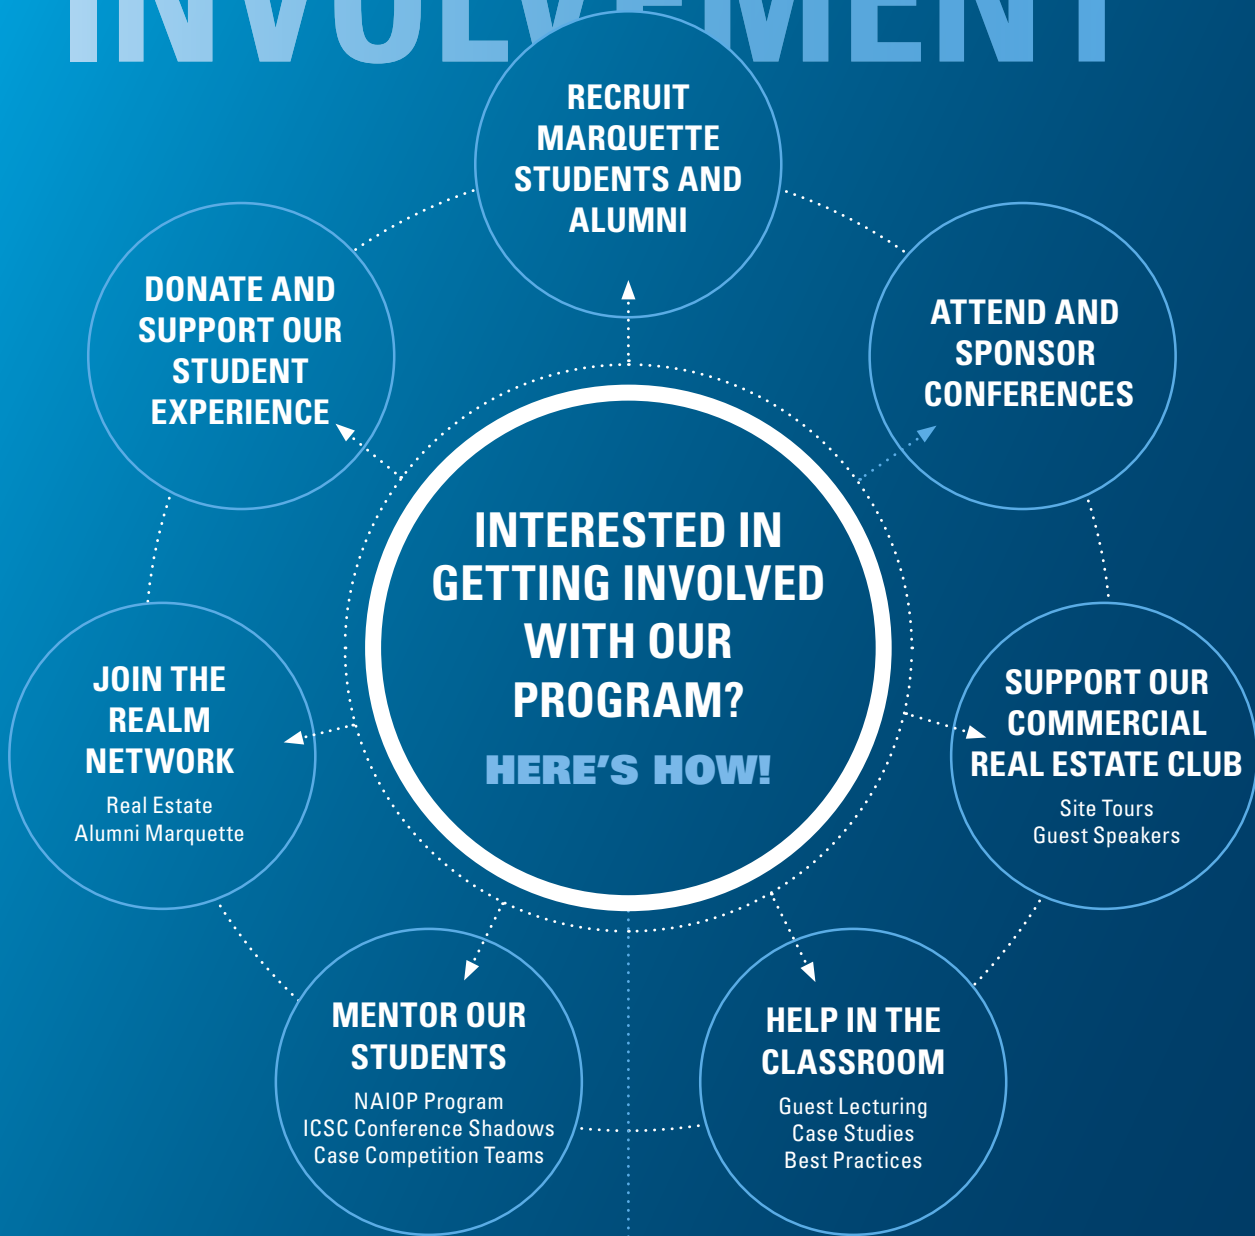 INVOLVEMENT
RECRUIT
MARQUETTE
STUDENTS AND
ALUMNI
DONATE AND
SUPPORT OUR
STUDENT
EXPERIENCE
ATTEND AND
SPONSOR
CONFERENCES
INTERESTED IN
GETTING INVOLVED
WITH OUR
PROGRAM?
HERE'S HOW!
JOIN THE
REALM
NETWORK
Real Estate
Alumni Marquette
SUPPORT OUR
COMMERCIAL
REAL ESTATE CLUB
Site Tours
Guest Speakers
MENTOR OUR
STUDENTS
NAIOP Program
ICSC Conference Shadows
Case Competition Teams
HELP IN THE
CLASSROOM
Guest Lecturing
Case Studies
Best Practices